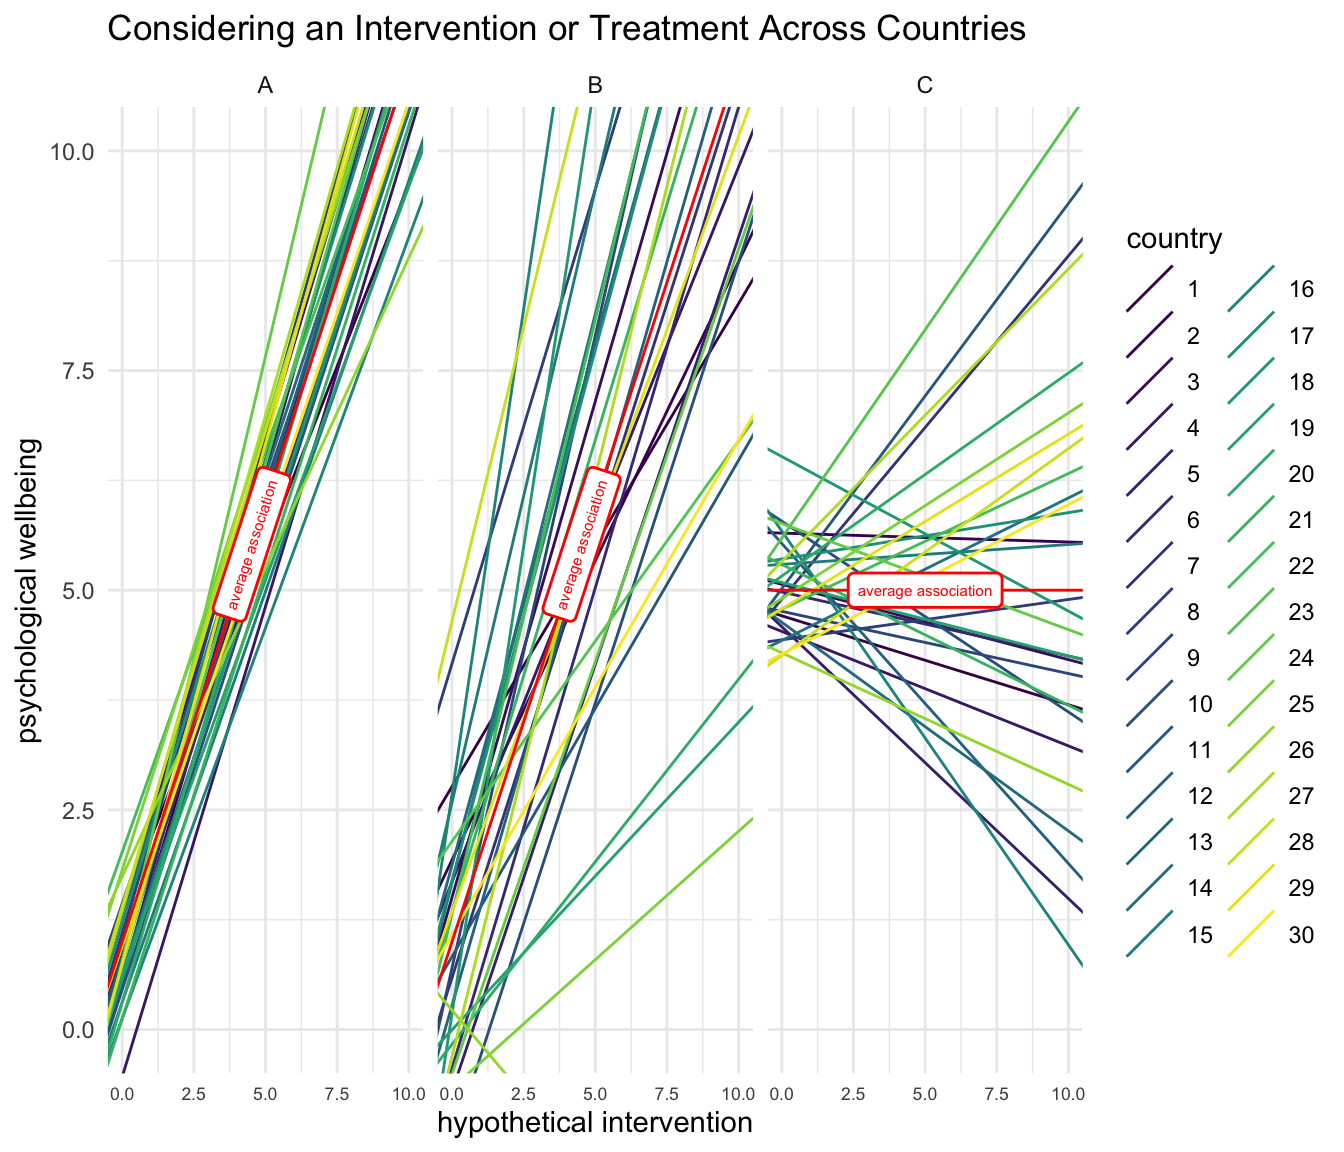 Considering an Intervention or Treatment Across Countries
A B C
psychological wellbeing
10.0
7.5
5.0
2.5
0.0
average association
average association
average association
0.0 2.5 5.0 7.5 10.0
0.0 2.5 5.0 7.5 10.0
0.0 2.5 5.0 7.5 10.0
hypothetical intervention
country
1 16
2 17
3 18
4 19
5 20
6 21
7 22
8 23
9 24
10 25
11 26
12 27
13 28
14 29
15 30